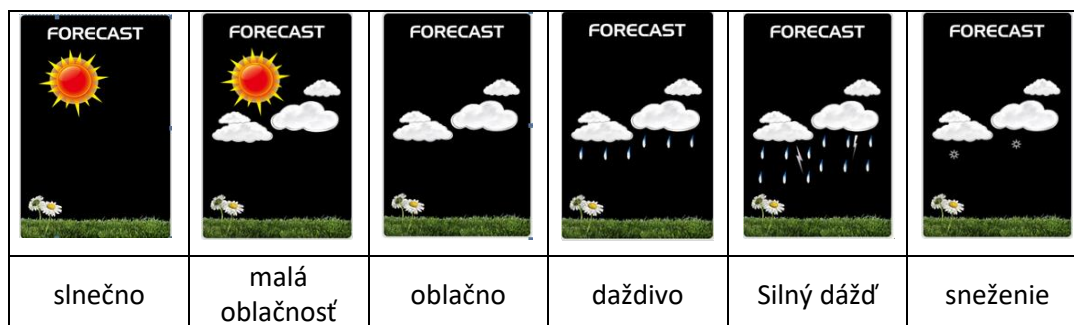 FORECAST FORECAST FORECAST FORECAST FORECAST FORECAST
slnečno malá oblačno daždivo Silný dážď sneženie
oblačnosť